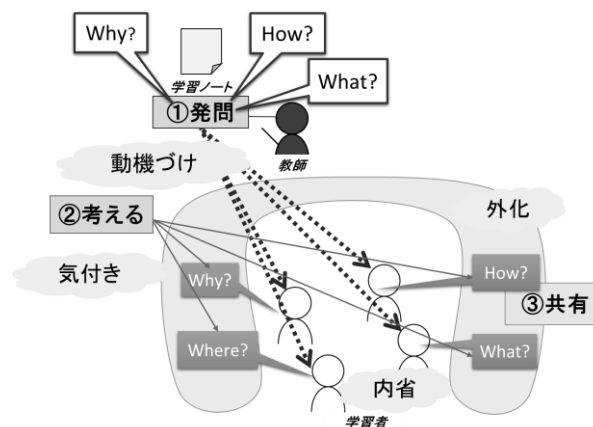 Why?
How?
What?
学習ノート
①発問
教師
動機づけ
②考える
外化
気付き
Why?
How?
③共有
Where?
What?
内省
学習者